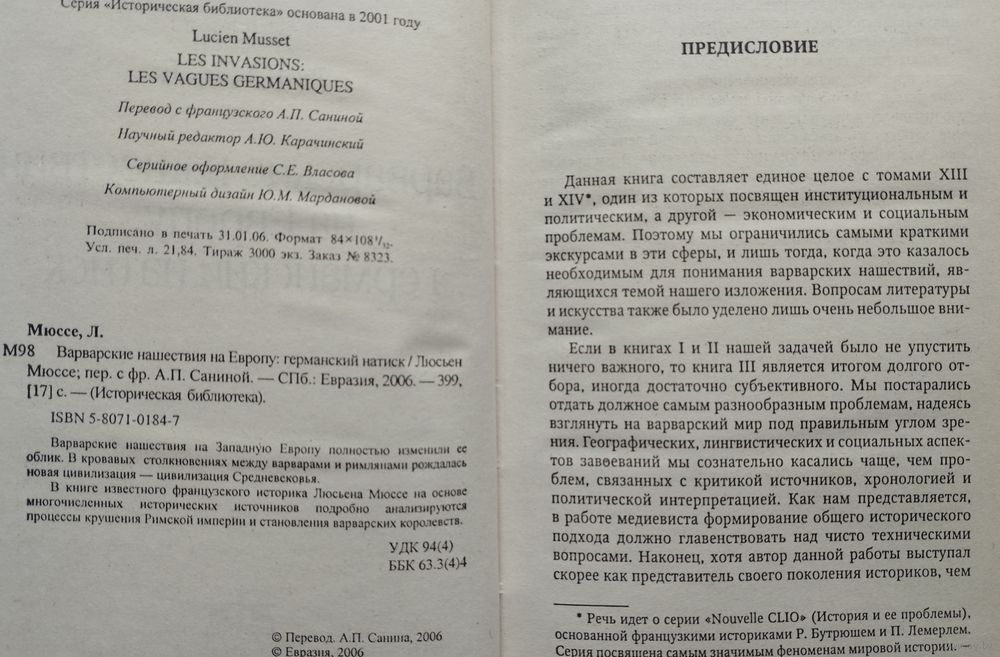 Серия «Историческая библиотека» основана в 2001 году
Lucien Musset
LES INVASIONS:
LES VAGUES GERMANIQUES
Перевод с французского А.П. Саниной
Научный редактор А.Ю. Карачинский
Серийное оформление С.Е. Власова
Компьютерный дизайн Ю.М. Мардановой
Подписано в печать 31.01.06. Формат 84×108 1/32.
Усл. печ. л. 21,84. Тираж 3000 экз. Заказ № 8323.
Мюссе, Л.
М98 Варварские нашествия на Европу: германский натиск / Люсьен
Мюссе; пер. с фр. А.П. Саниной. — СПб.: Евразия, 2006. — 399,
[17] с. — (Историческая библиотека).
ISBN 5-8071-0184-7
Варварские нашествия на Западную Европу полностью изменили ее
облик. В кровавых столкновениях между варварами и римлянами рождалась
новая цивилизация — цивилизация Средневековья.
В книге известного французского историка Люсьена Мюссе на основе
многочисленных исторических источников подробно анализируются
процессы крушения Римской империи и становления варварских королевств.
УДК 94(4)
ББК 63.3(4)4
© Перевод. А.П. Санина, 2006
© Евразия, 2006
ПРЕДИСЛОВИЕ
Данная книга составляет единое целое с томами XIII
и XIV*, один из которых посвящен институциональным и
политическим, а другой — экономическим и социальным
проблемам. Поэтому мы ограничились самыми краткими
экскурсами в эти сферы, и лишь тогда, когда это казалось
необходимым для понимания варварских нашествий, яв-
ляющихся темой нашего изложения. Вопросам литературы
и искусства также было уделено лишь очень небольшое вни-
мание.
Если в книгах I и II нашей задачей было не упустить
ничего важного, то книга III является итогом долгого от-
бора, иногда достаточно субъективного. Мы постарались
отдать должное самым разнообразным проблемам, надеясь
взглянуть на варварский мир под правильным углом зре-
ния. Географических, лингвистических и социальных аспек-
тов завоеваний мы сознательно касались чаще, чем про-
блем, связанных с критикой источников, хронологией и
политической интерпретацией. Как нам представляется,
в работе медиевиста формирование общего исторического
подхода должно главенствовать над чисто техническими
вопросами. Наконец, хотя автор данной работы выступал
скорее как представитель своего поколения историков, чем
* Речь идет о серии «Nouvelle CLIO» (История и ее проблемы),
основанной французкими историками Р. Бутрюшем и П. Лемерлем.
Серия посвящена самым значимым феноменам мировой истории. —